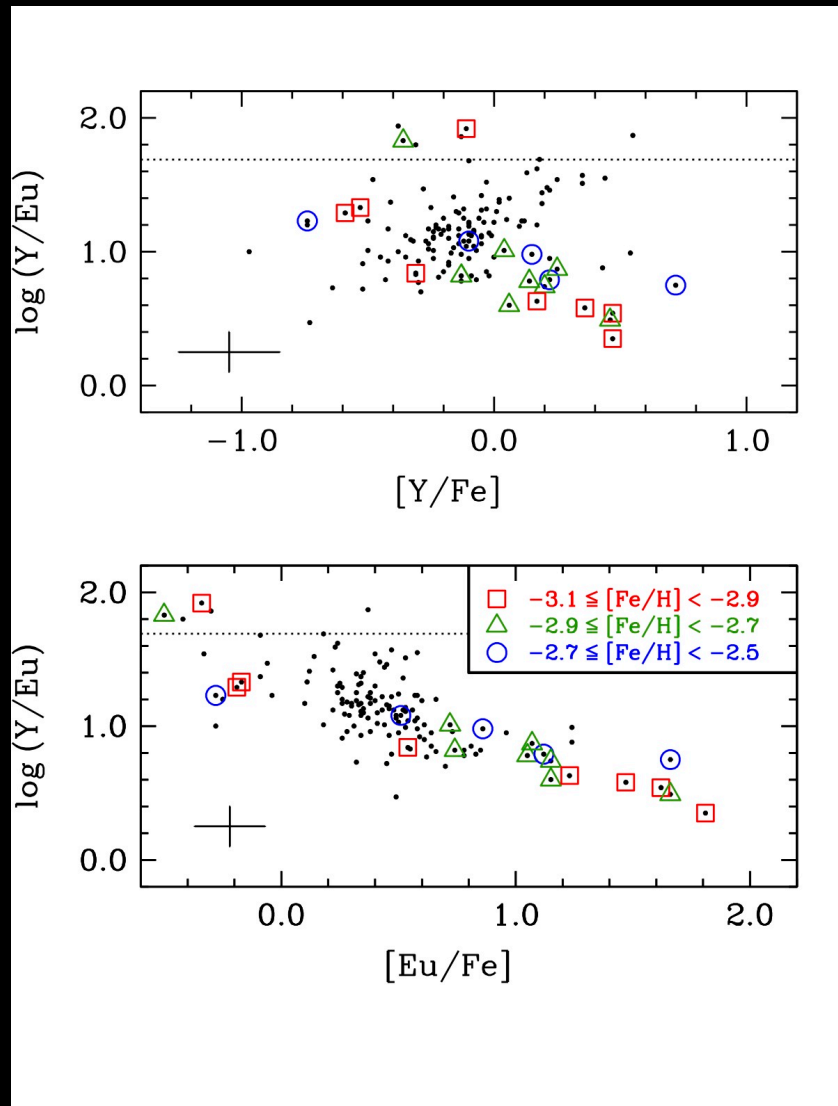 2.0
1.0
0.0
log (Y/Eu)
−1.0 0.0 1.0
[Y/Fe]
−3.1 ≦ [Fe/H] < −2.9
−2.9 ≦ [Fe/H] < −2.7
−2.7 ≦ [Fe/H] < −2.5
2.0
1.0
0.0
log (Y/Eu)
0.0 1.0 2.0
[Eu/Fe]